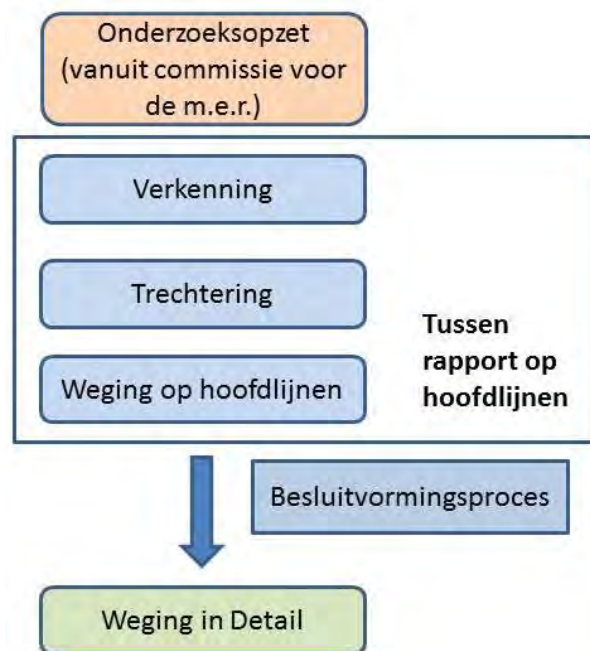 Onderzoeksopzet
(vanuit commissie voor
de m.e.r.)
Verkenning
Trechtering
Weging op hoofdlijnen
Tussen
rapport op
hoofdlijnen
Besluitvormingsproces
Weging in Detail